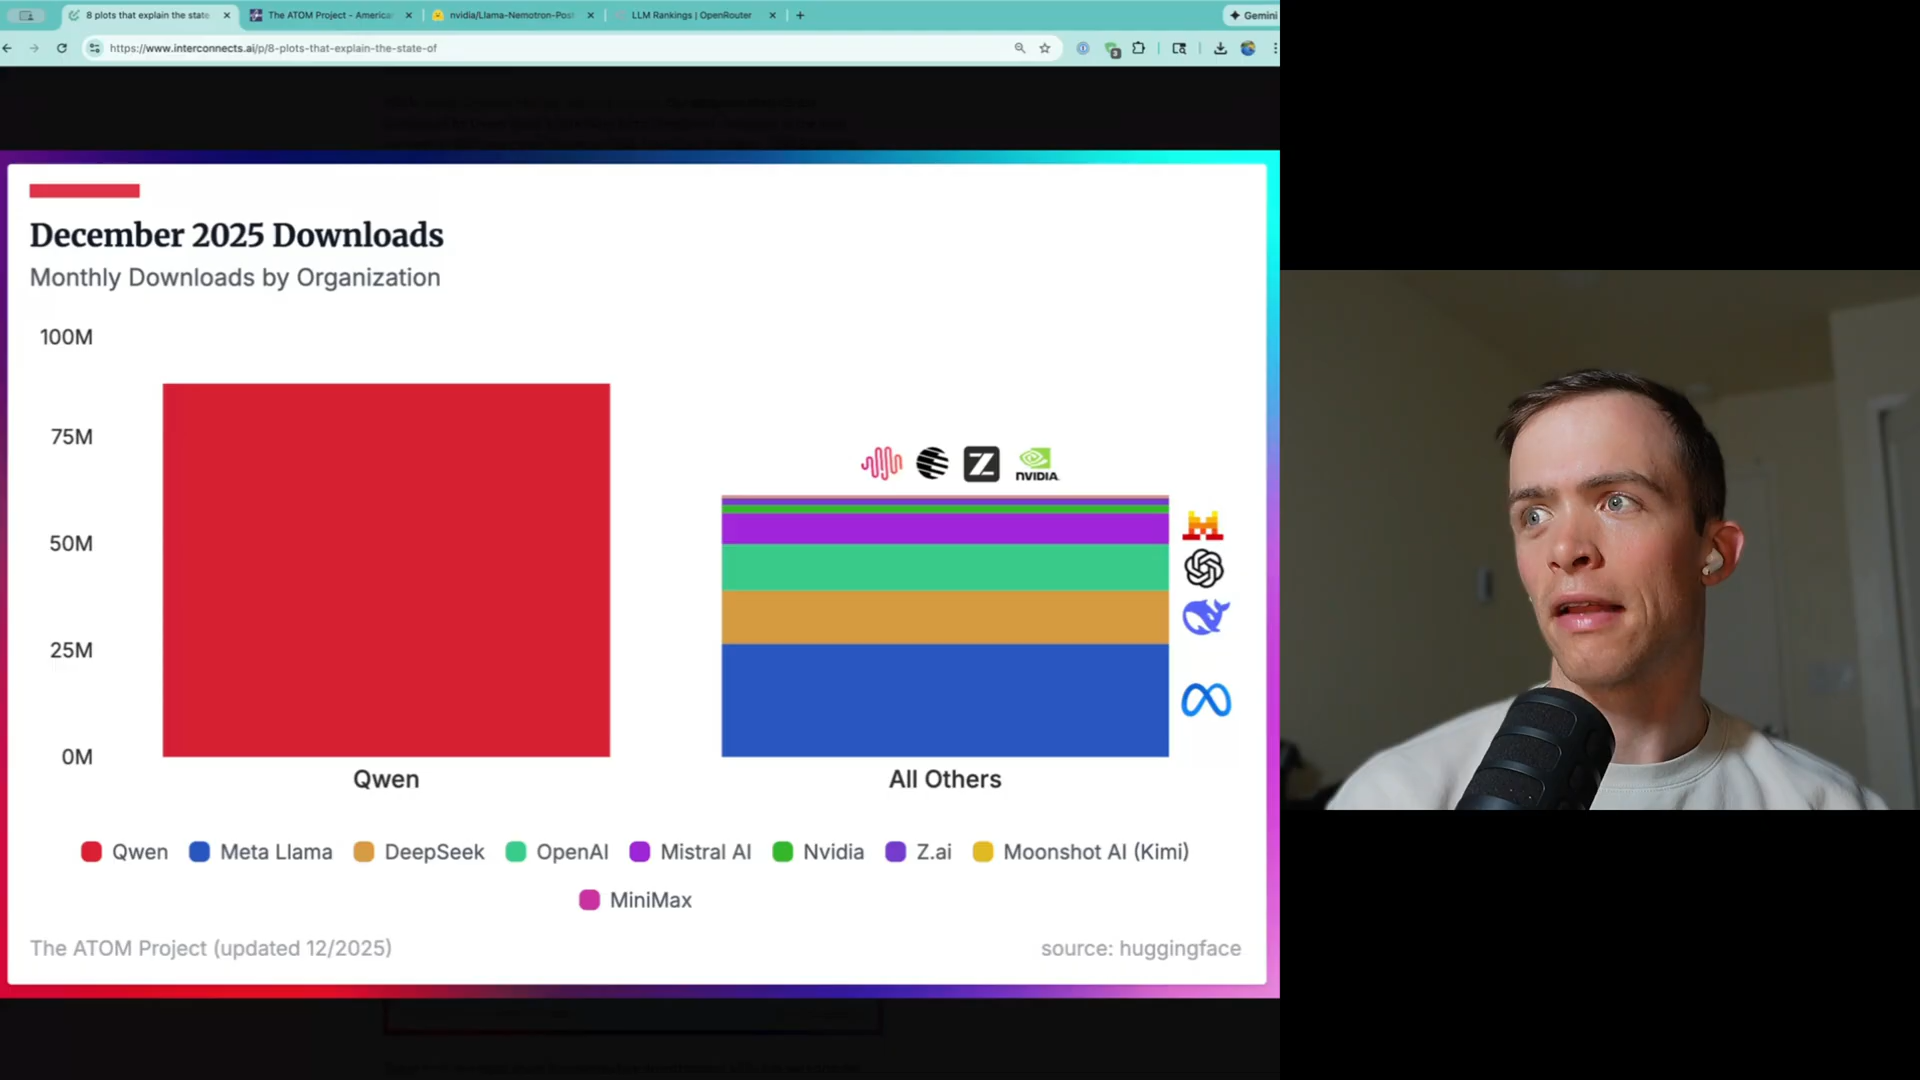 8 plots that explain the state
The ATOM Project - America
nvidia/Llama-Nemotron-Post
LLM Rankings | OpenRouter
Gemini
https://www.interconnects.ai/p/8-plots-that-explain-the-state-of
December 2025 Downloads
Monthly Downloads by Organization
100M
75M
50M
25M
0M
NVIDIA
Qwen
All Others
Qwen
Meta Llama
DeepSeek
OpenAI
Mistral AI
Nvidia
Z.ai
Moonshot AI (Kimi)
MiniMax
The ATOM Project (updated 12/2025)
source: huggingface